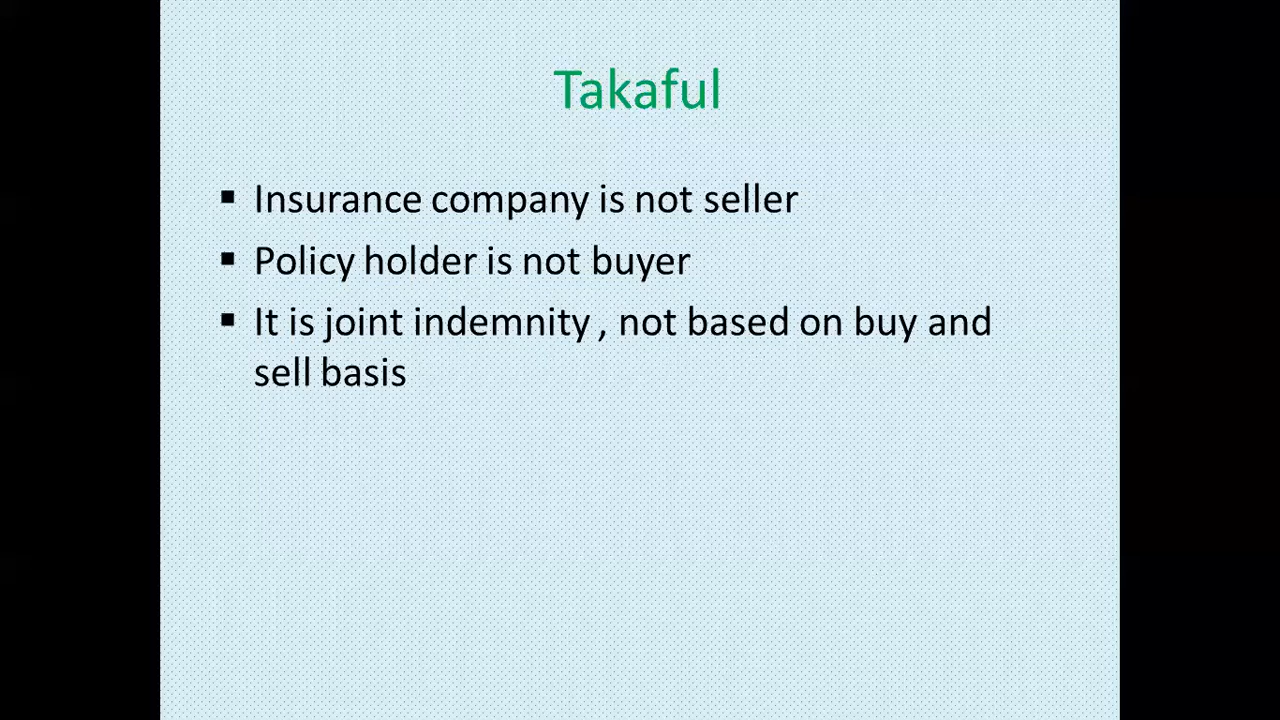 Takaful
▪ Insurance company is not seller
▪ Policy holder is not buyer
▪ It is joint indemnity , not based on buy and
sell basis